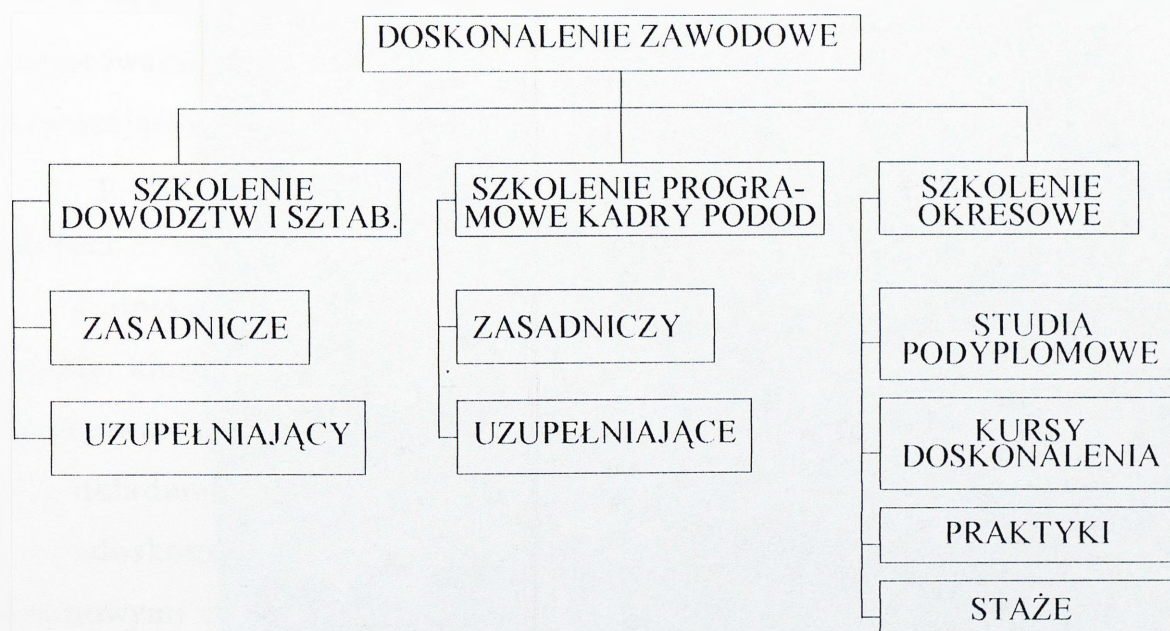 DOSKONALENIE ZAWODOWE
SZKOLENIE
DOWÓDZTW I SZTAB.
ZASADNICZE
UZUPEŁNIAJĄCY
SZKOLENIE PROGRA-
MOWE KADRY PODOD
ZASADNICZY
UZUPEŁNIAJĄCE
SZKOLENIE
OKRESOWE
STUDIA
PODYPLOMOWE
KURSY
DOSKONALENIA
PRAKTYKI
STAŻE